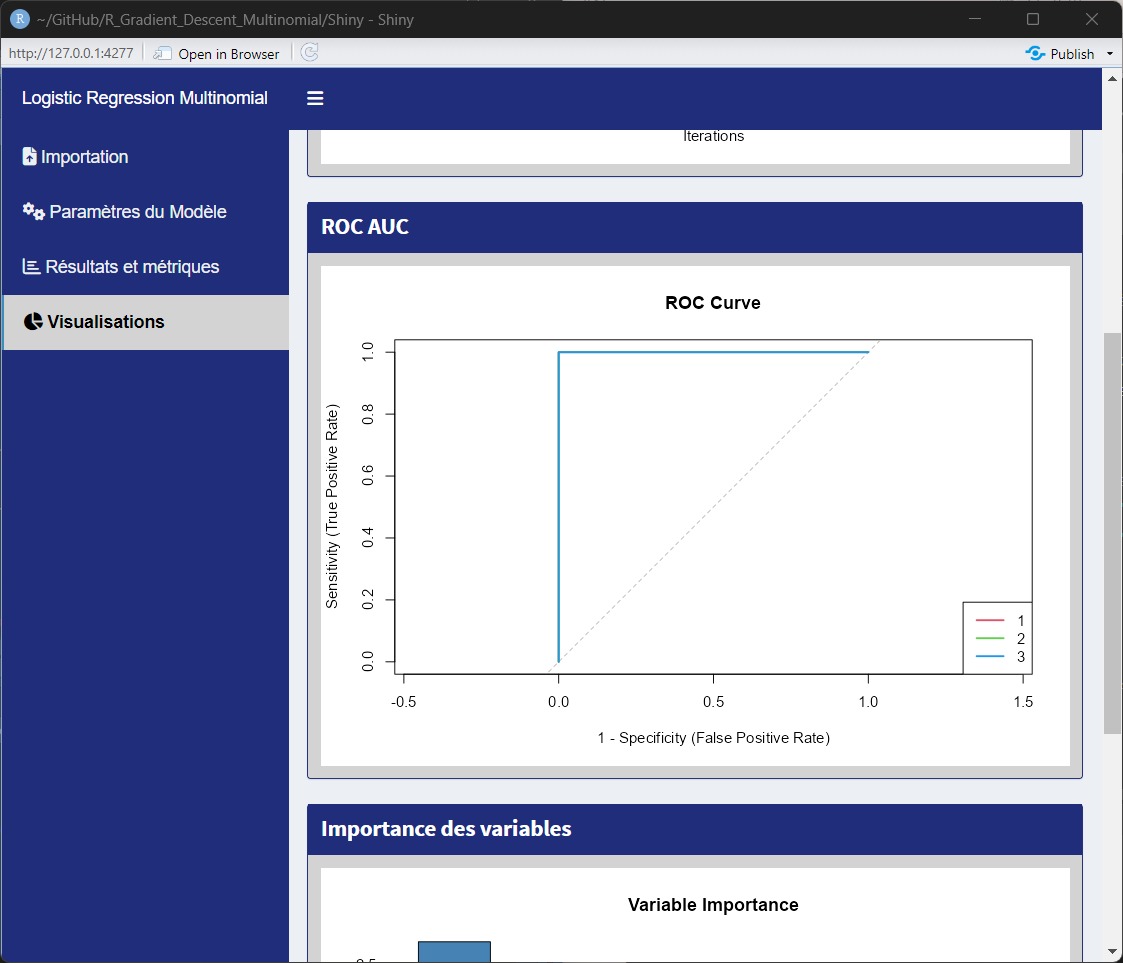 R ~/GitHub/R_Gradient_Descent_Multinomial/Shiny - Shiny
http://127.0.0.1:4277 Open in Browser Publish
Logistic Regression Multinomial
Importation
Paramètres du Modèle
Résultats et métriques
Visualisations
Iterations
ROC AUC
ROC Curve
Sensitivity (True Positive Rate)
1.0
0.8
0.6
0.4
0.2
0.0
1
2
3
-0.5 0.0 0.5 1.0 1.5
1 - Specificity (False Positive Rate)
Importance des variables
Variable Importance